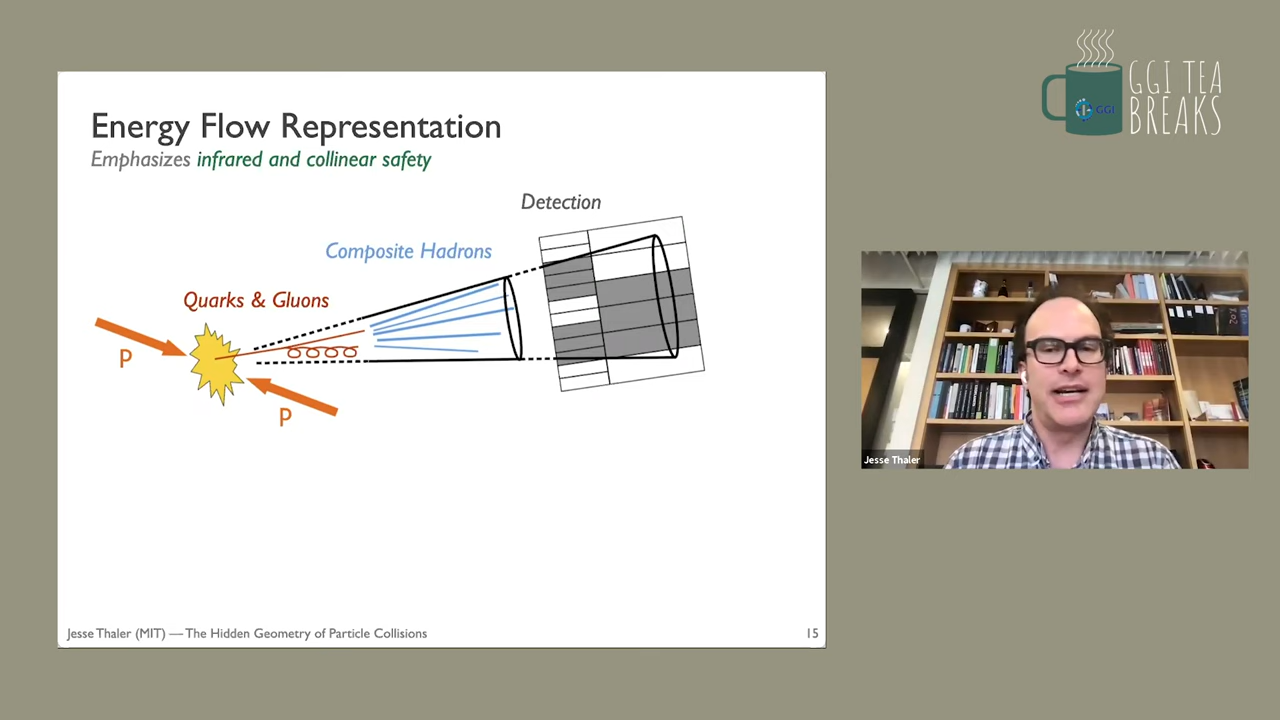 GGI TEA
BREAKS
GGI
Energy Flow Representation
Emphasizes infrared and collinear safety
Detection
Composite Hadrons
Quarks & Gluons
P
P
Jesse Thaler (MIT) — The Hidden Geometry of Particle Collisions
15
Jesse Thaler